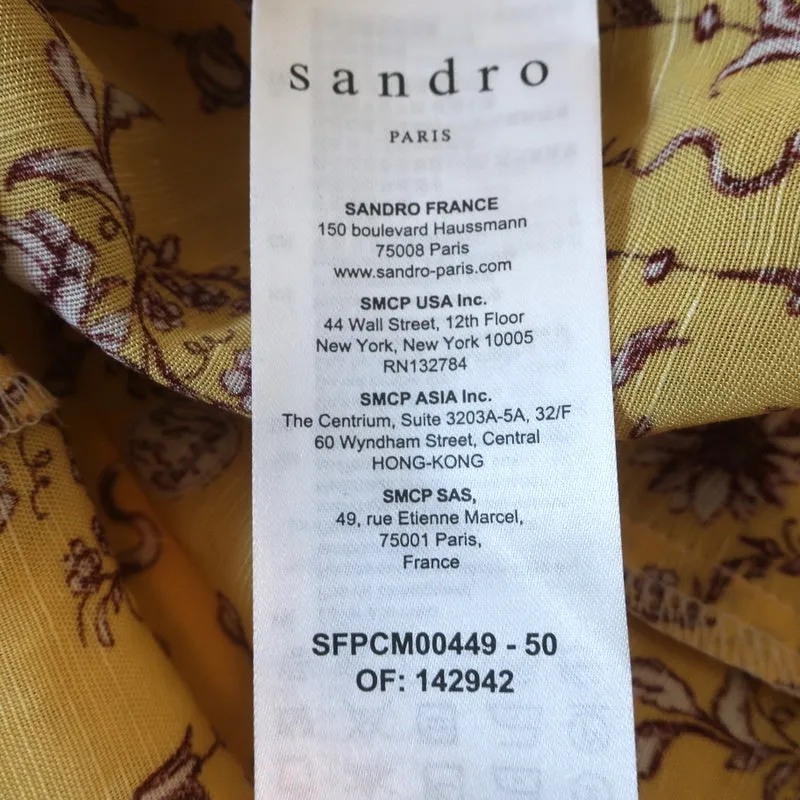 sandro
PARIS
SANDRO FRANCE
150 boulevard Haussmann
75008 Paris
www.sandro-paris.com
SMCP USA Inc.
44 Wall Street, 12th Floor
New York, New York 10005
RN132784
SMCP ASIA Inc.
The Centrium, Suite 3203A-5A, 32/F
60 Wyndham Street, Central
HONG-KONG
SMCP SAS,
49, rue Etienne Marcel,
75001 Paris,
France
SFPCM00449 - 50
OF: 142942